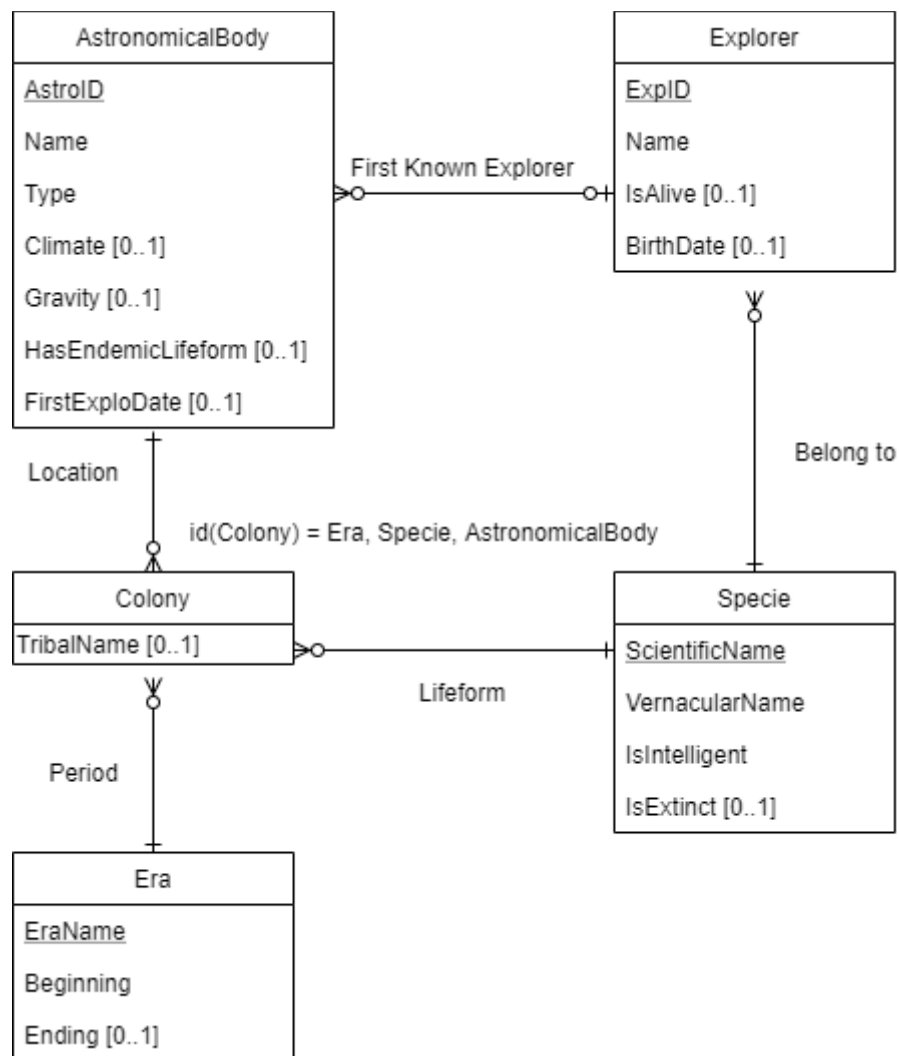 AstronomicalBody
AstroID
Name
Type
Climate [0..1]
Gravity [0..1]
HasEndemicLifeform [0..1]
FirstExploDate [0..1]
First Known Explorer
Explorer
ExpID
Name
IsAlive [0..1]
BirthDate [0..1]
Location
Belong to
id(Colony) = Era, Specie, AstronomicalBody
Colony
TribalName [0..1]
Lifeform
Specie
ScientificName
VernacularName
IsIntelligent
IsExtinct [0..1]
Period
Era
EraName
Beginning
Ending [0..1]